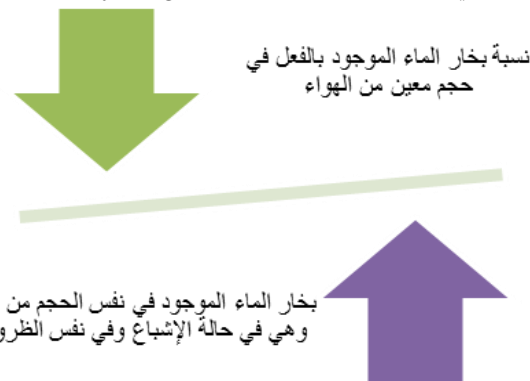 نسبة بخار الماء الموجود بالفعل في
حجم معين من الهواء
بخار الماء الموجود في نفس الحجم من
وهي في حالة الإشباع وفي نفس